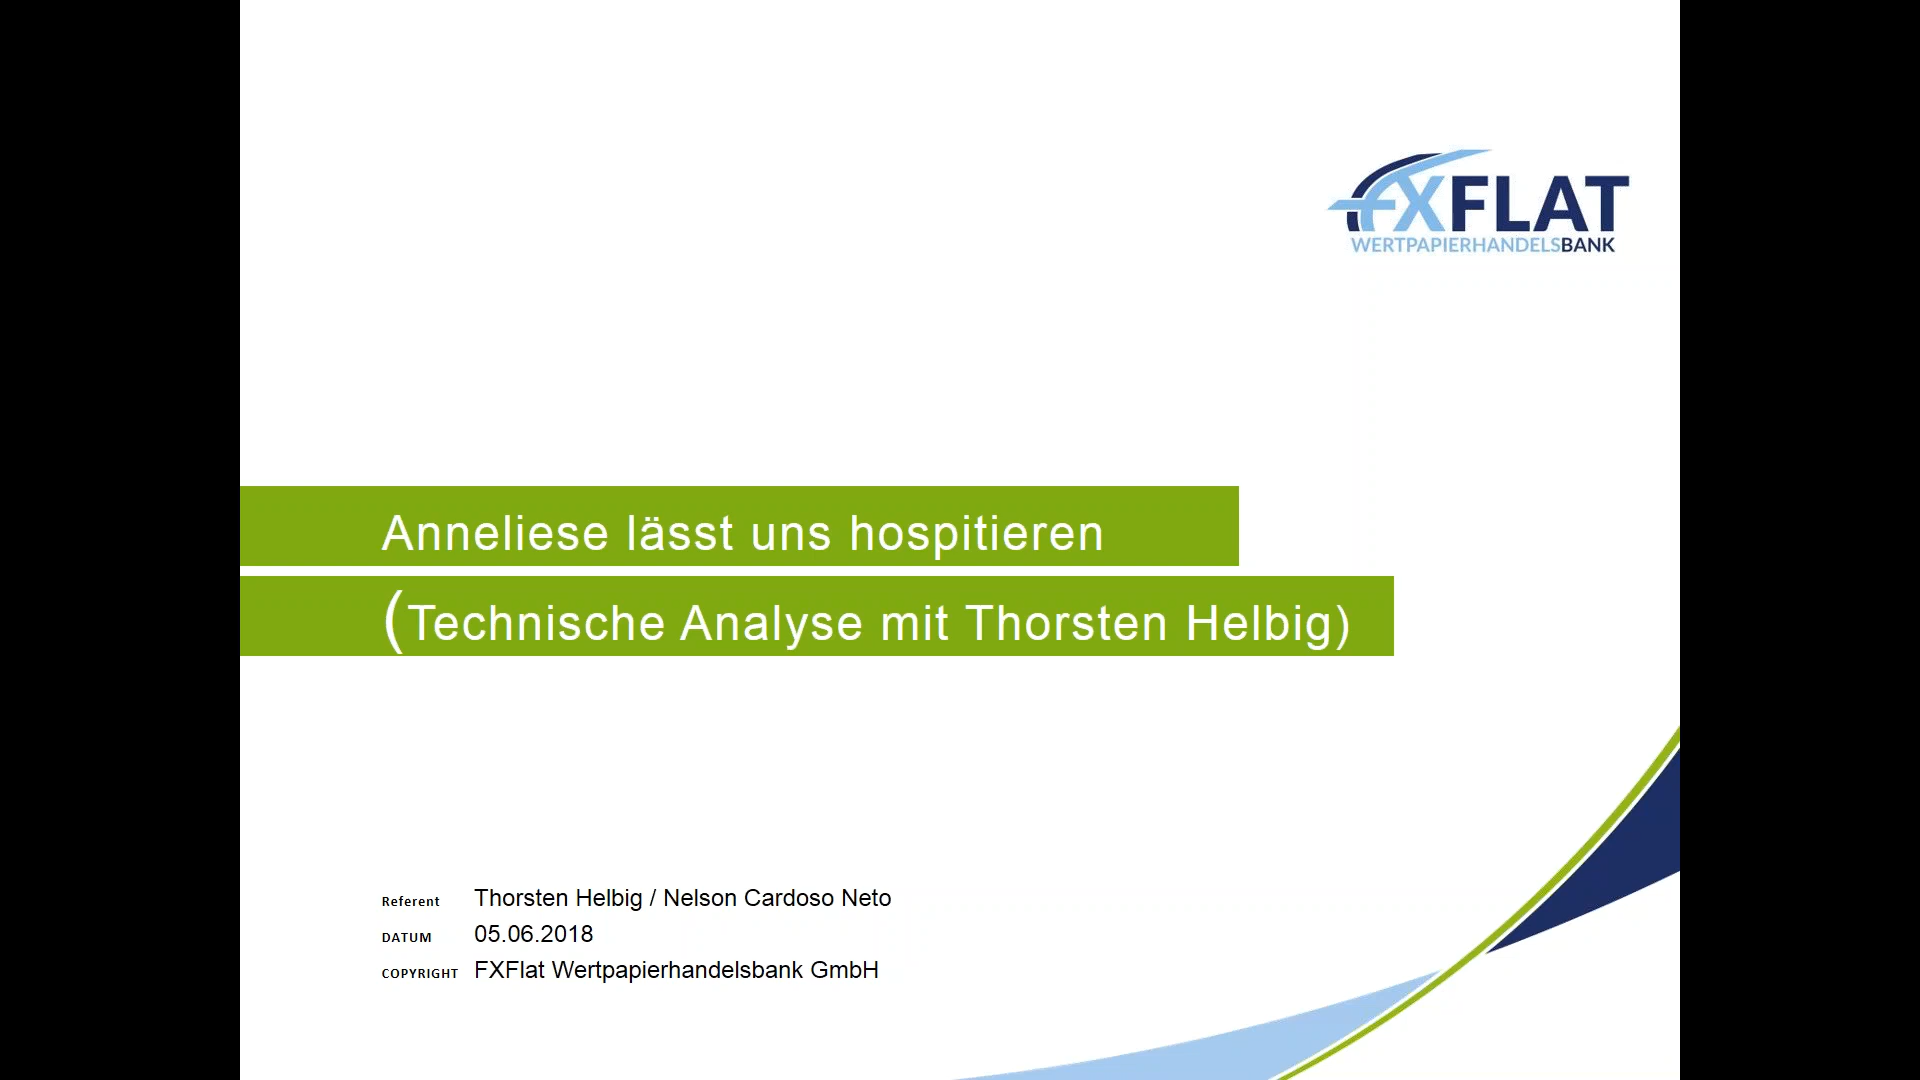 FXFLAT
WERTPAPIERHANDELSBANK
Anneliese lässt uns hospitieren
(Technische Analyse mit Thorsten Helbig)
Referent Thorsten Helbig / Nelson Cardoso Neto
DATUM 05.06.2018
COPYRIGHT FXFlat Wertpapierhandelsbank GmbH